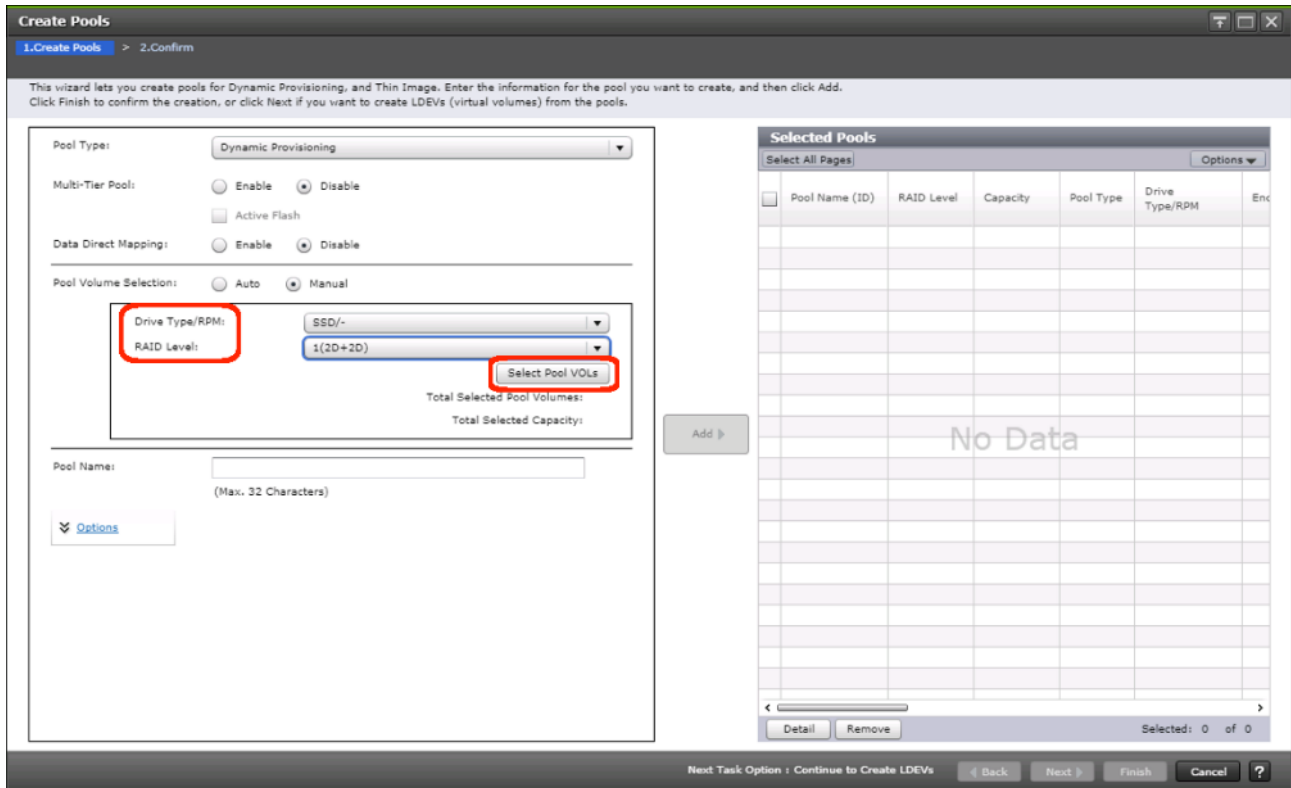 Create Pools
1.Create Pools > 2.Confirm
This wizard lets you create pools for Dynamic Provisioning, and Thin Image. Enter the information for the pool you want to create, and then click Add.
Click Finish to confirm the creation, or click Next if you want to create LDEVs (virtual volumes) from the pools.
Pool Type: Dynamic Provisioning
Multi-Tier Pool: Enable Disable
Active Flash
Data Direct Mapping: Enable Disable
Pool Volume Selection: Auto Manual
Drive Type/RPM: SSD/-
RAID Level: 1(2D+2D)
Select Pool VOLs
Total Selected Pool Volumes:
Total Selected Capacity:
Pool Name:
(Max. 32 Characters)
Options
Add
Selected Pools
Select All Pages Options
Pool Name (ID) RAID Level Capacity Pool Type Drive Type/RPM Enc
No Data
Detail Remove Selected: 0 of 0
Next Task Option : Continue to Create LDEVs Back Next Finish Cancel ?